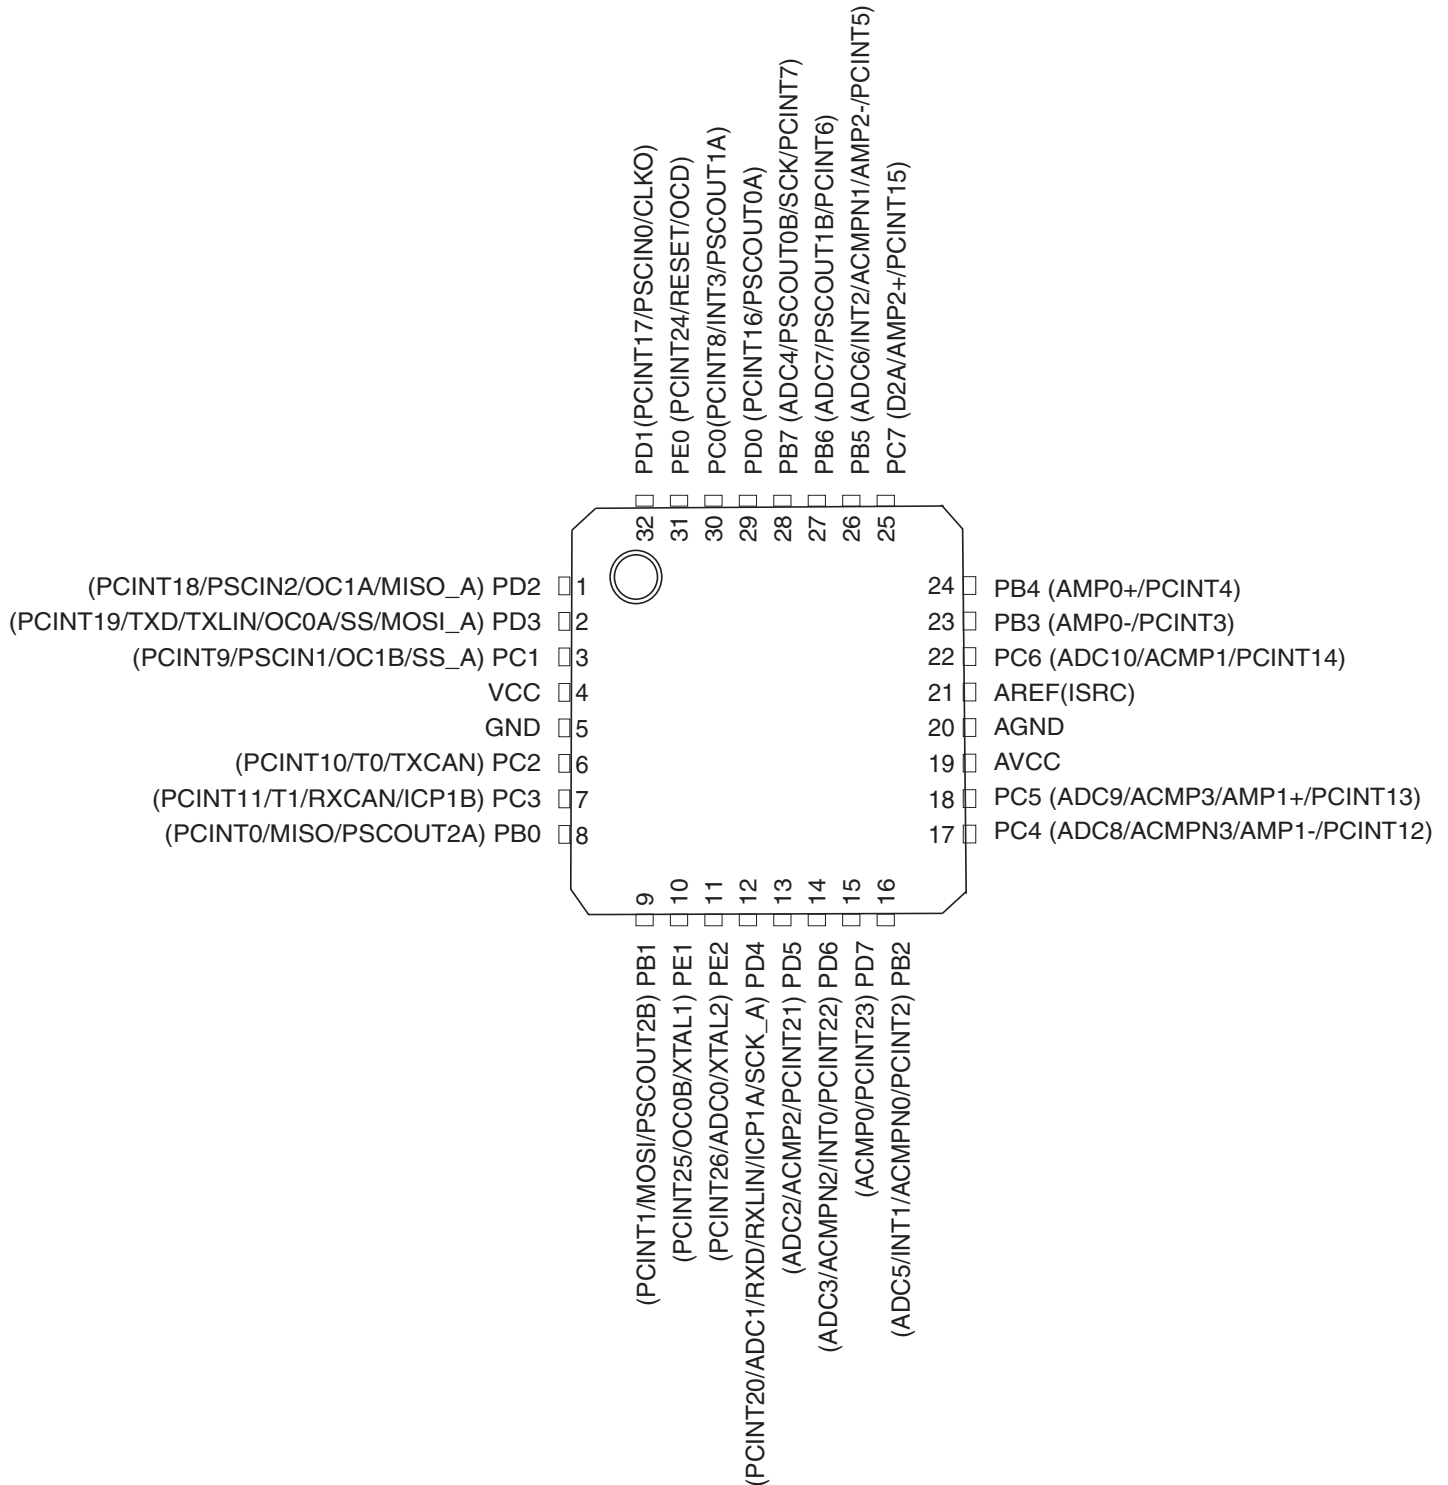 PD1(PCINT17/PSCIN0/CLKO)
PE0 (PCINT24/RESET/OCD)
PC0(PCINT8/INT3/PSCOUT1A)
PD0 (PCINT16/PSCOUT0A)
PB7 (ADC4/PSCOUT0B/SCK/PCINT7)
PB6 (ADC7/PSCOUT1B/PCINT6)
PB5 (ADC6/INT2/ACMPN1/AMP2-/PCINT5)
PC7 (D2A/AMP2+/PCINT15)
32
31
30
29
28
27
26
25
(PCINT18/PSCIN2/OC1A/MISO_A) PD2 1
(PCINT19/TXD/TXLIN/OC0A/SS/MOSI_A) PD3 2
(PCINT9/PSCIN1/OC1B/SS_A) PC1 3
VCC 4
GND 5
(PCINT10/T0/TXCAN) PC2 6
(PCINT11/T1/RXCAN/ICP1B) PC3 7
(PCINT0/MISO/PSCOUT2A) PB0 8
24 PB4 (AMP0+/PCINT4)
23 PB3 (AMP0-/PCINT3)
22 PC6 (ADC10/ACMP1/PCINT14)
21 AREF(ISRC)
20 AGND
19 AVCC
18 PC5 (ADC9/ACMP3/AMP1+/PCINT13)
17 PC4 (ADC8/ACMPN3/AMP1-/PCINT12)
9
10
11
12
13
14
15
16
(PCINT1/MOSI/PSCOUT2B) PB1
(PCINT25/OC0B/XTAL1) PE1
(PCINT26/ADC0/XTAL2) PE2
(PCINT20/ADC1/RXD/RXLIN/ICP1A/SCK_A) PD4
(ADC2/ACMP2/PCINT21) PD5
(ADC3/ACMPN2/INT0/PCINT22) PD6
(ACMP0/PCINT23) PD7
(ADC5/INT1/ACMPN0/PCINT2) PB2